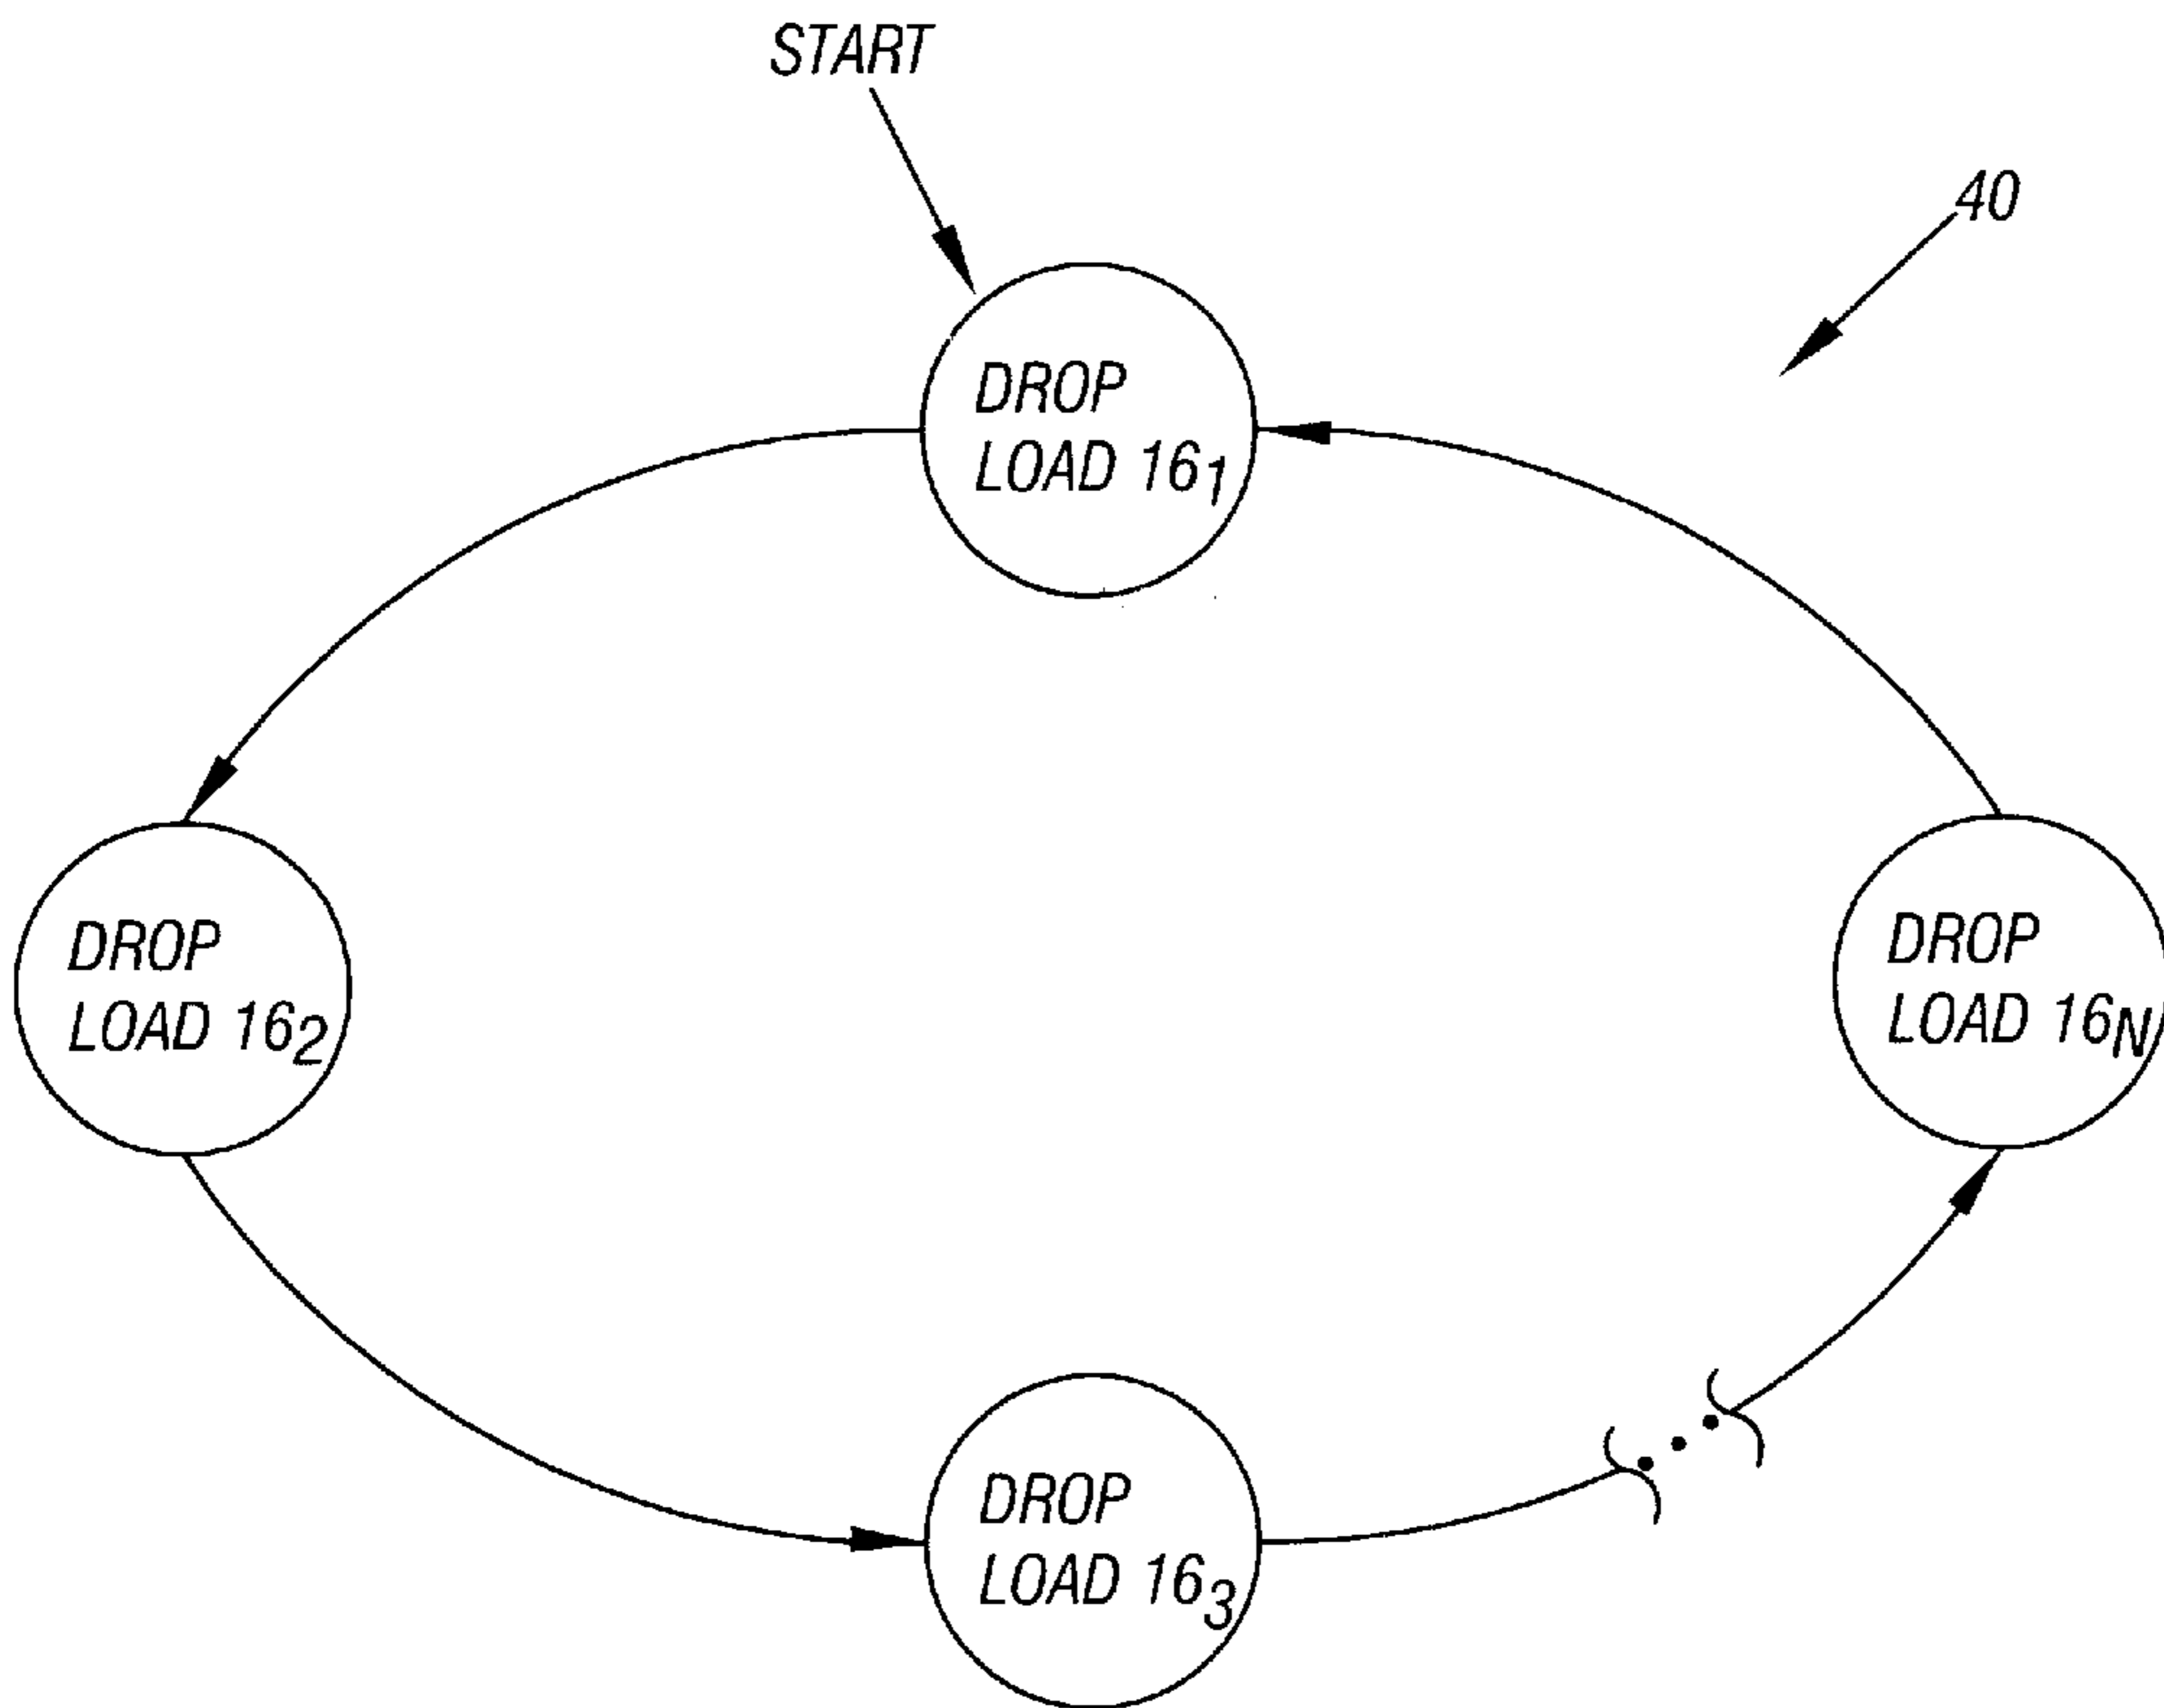 START
40
DROP
LOAD 16₁
DROP
LOAD 16₂
DROP
LOAD 16N
DROP
LOAD 16₃